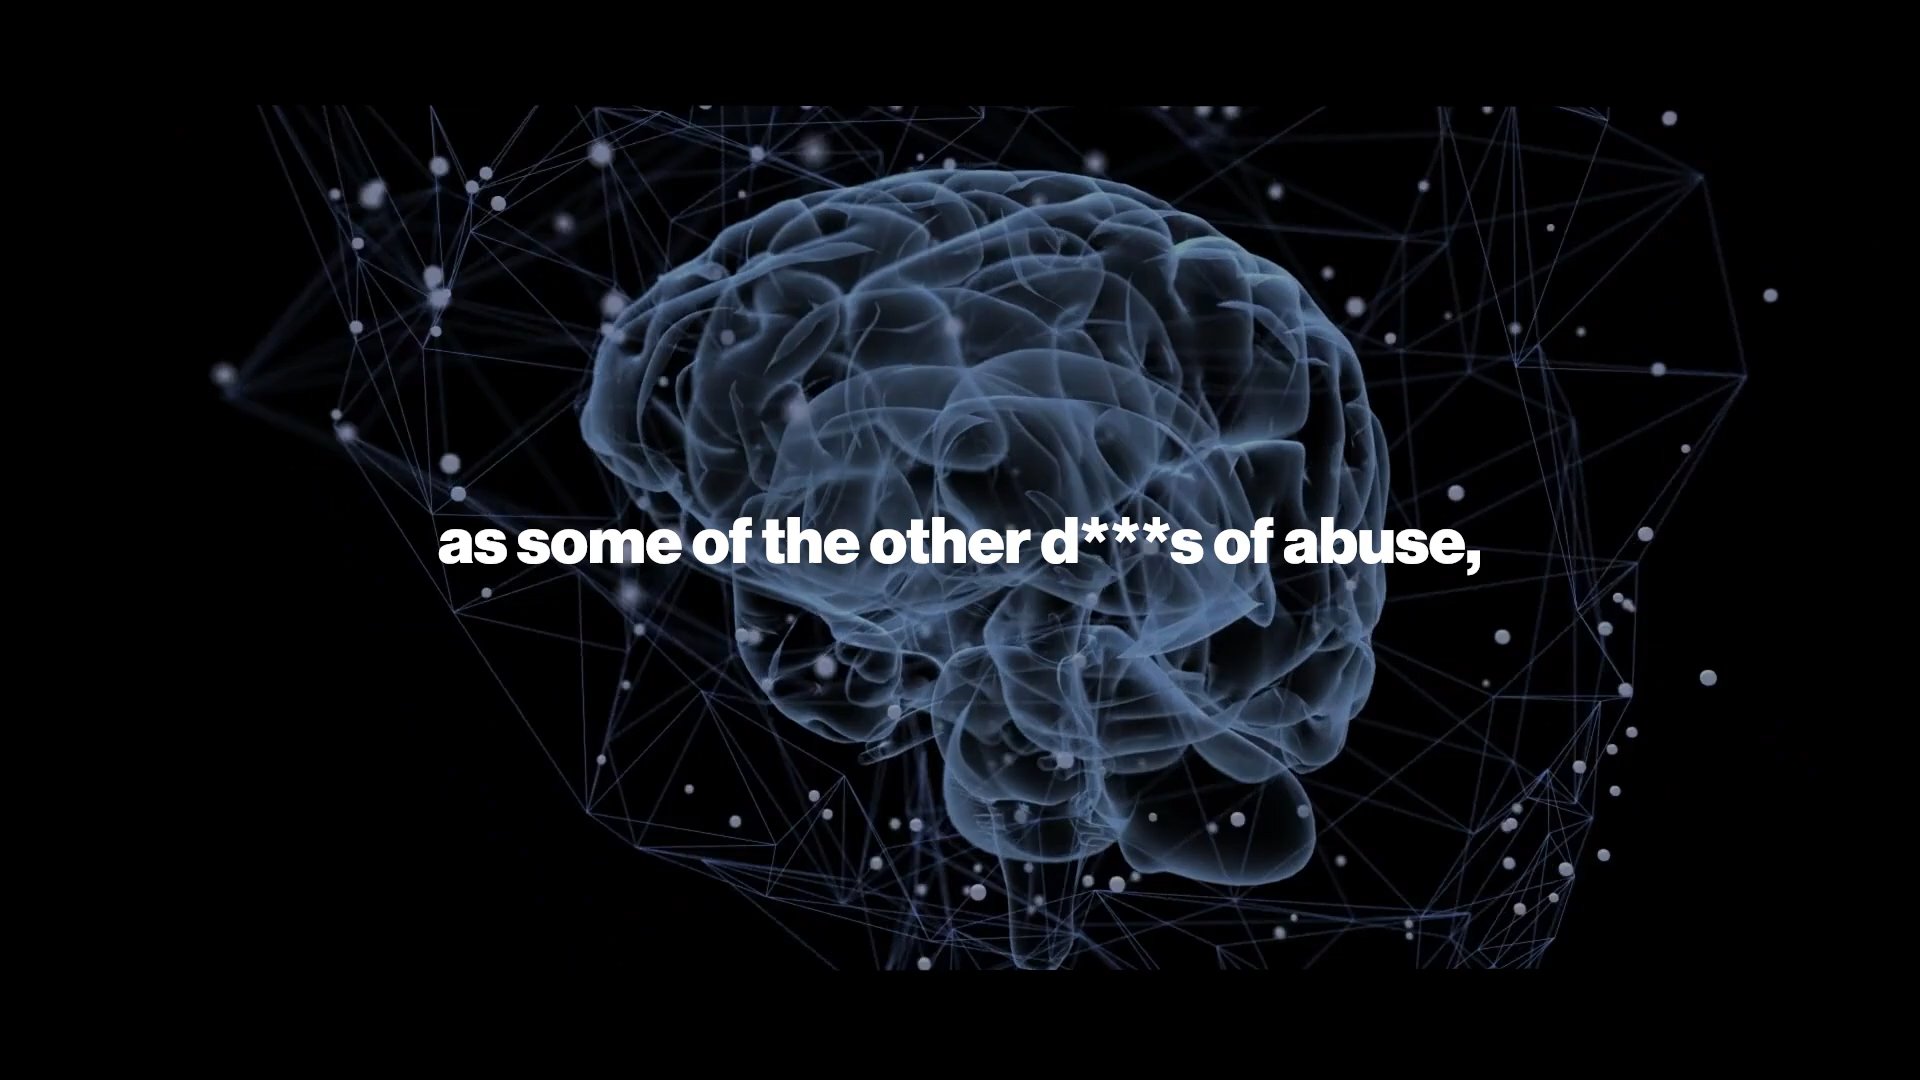 as some of the other d***s of abuse,